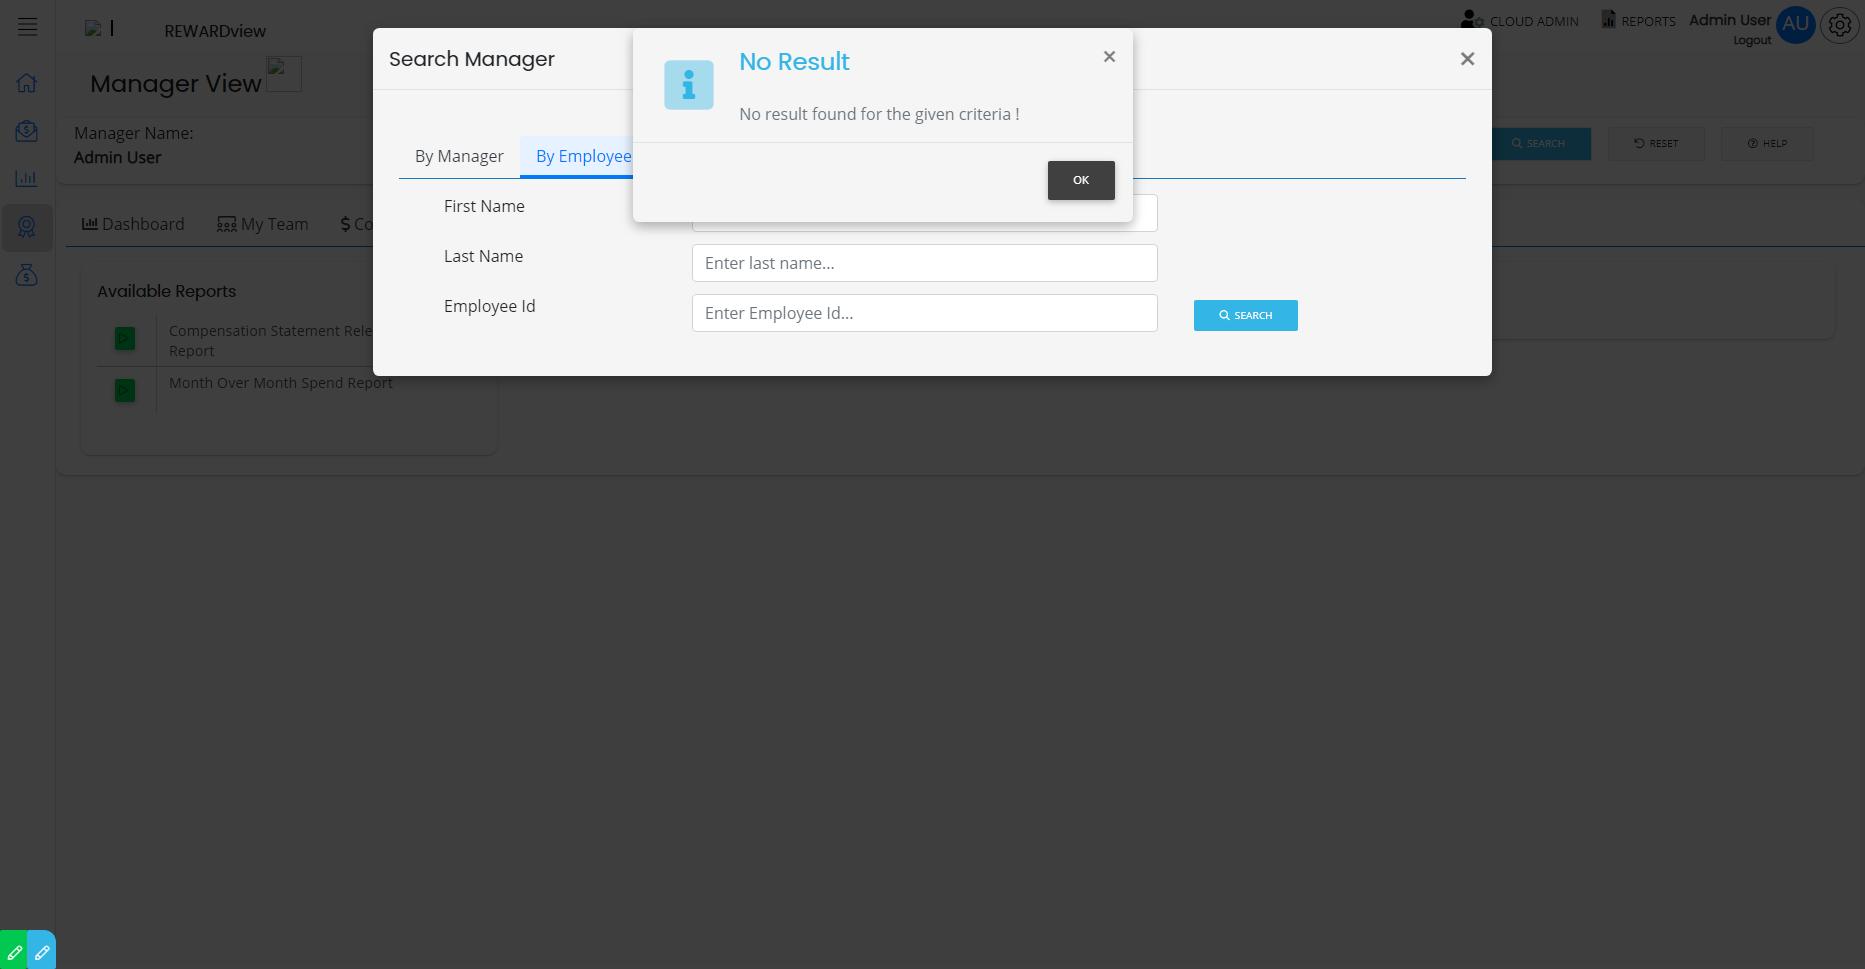 REWARDview
CLOUD ADMIN
REPORTS
Admin User
Logout
AU
Manager View
Manager Name:
Admin User
SEARCH
RESET
HELP
Dashboard
My Team
Co
Available Reports
Compensation Statement Rele
Report
Month Over Month Spend Report
Search Manager
By Manager
By Employee
First Name
Last Name
Enter last name...
Employee Id
Enter Employee Id...
SEARCH
No Result
No result found for the given criteria !
OK